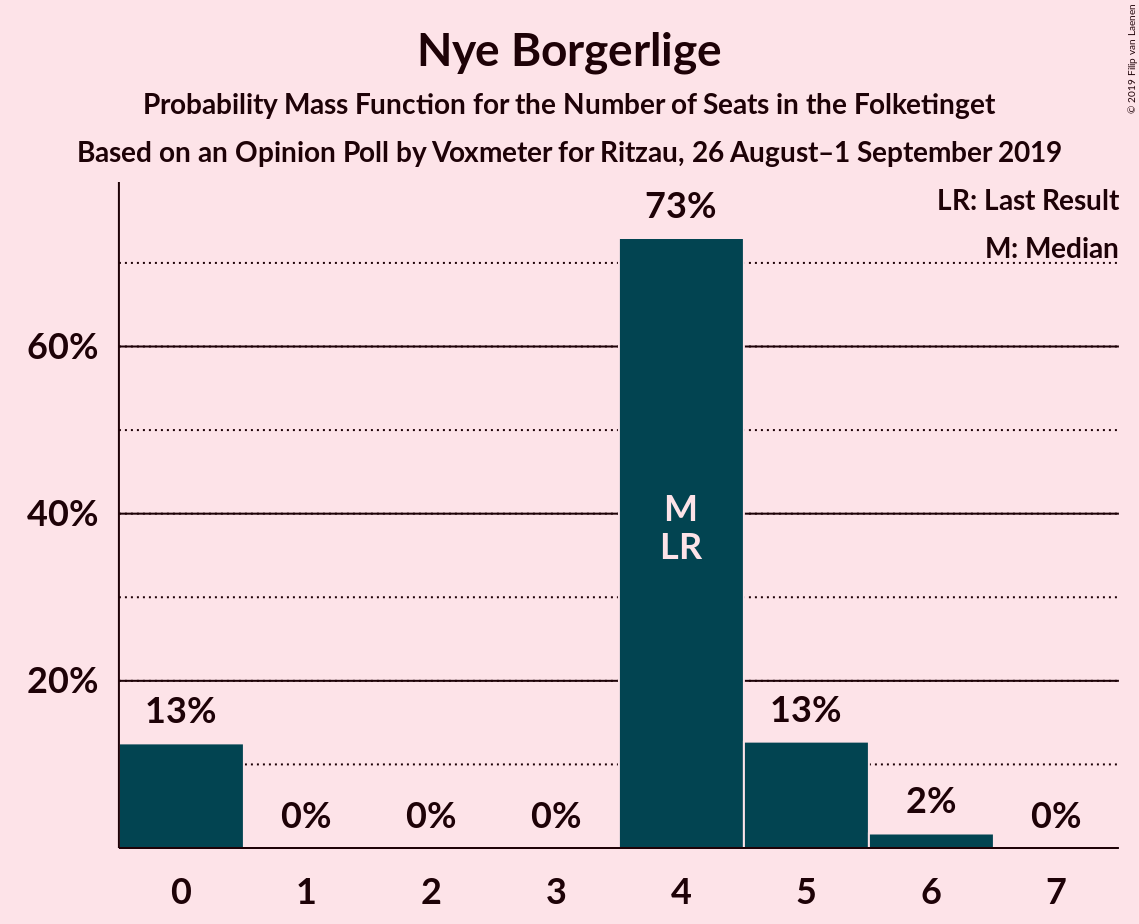 Nye Borgerlige
Probability Mass Function for the Number of Seats in the Folketinget
Based on an Opinion Poll by Voxmeter for Ritzau, 26 August–1 September 2019
© 2019 Filip van Laenen
LR: Last Result
M: Median
60%
40%
20%
13%
0%
0%
0%
73%
M
LR
13%
2%
0%
0 1 2 3 4 5 6 7